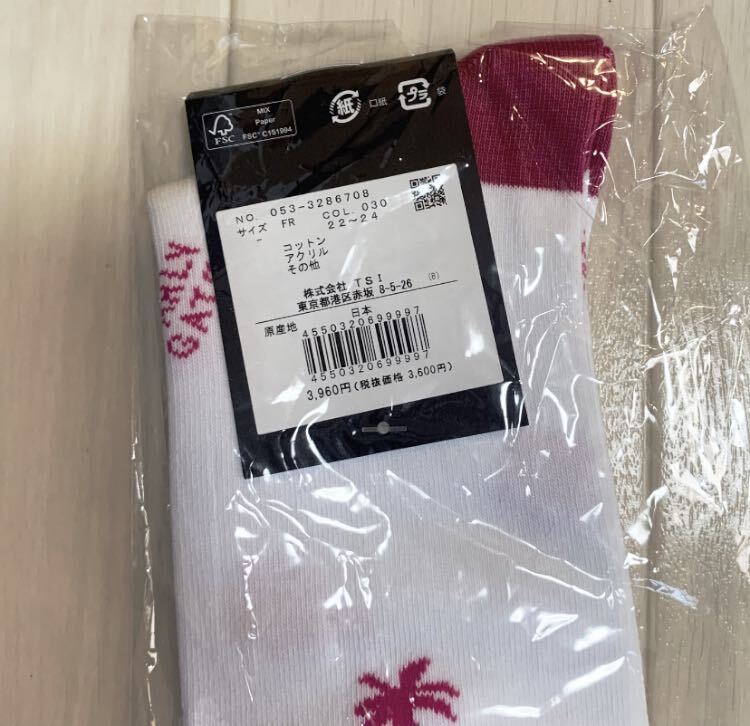 MIX
Paper
FSC® C151994
FSC
紙
口紙
プラ
袋
NO. 053-3286708
サイズ FR COL. 030
－ 22～24
コットン
アクリル
その他
株式会社 TSI
東京都港区赤坂 8-5-26 (B)
原産地 日本
4550320699997
4550320699997
3,960円(税抜価格 3,600円)